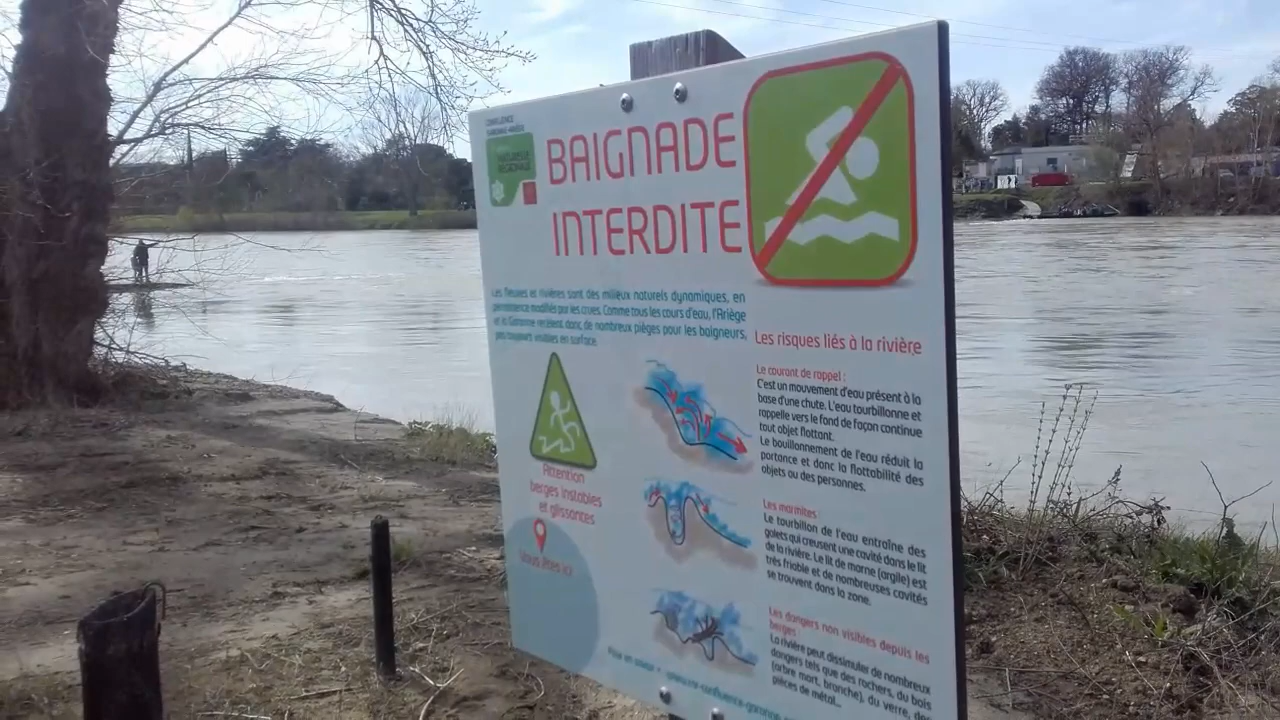 CONFLUENCE
GARONNE-ARIÈGE
NATURELLE
RÉGIONALE
BAIGNADE
INTERDITE
Les fleuves et rivières sont des milieux naturels dynamiques, en
permanence modifiés par les crues. Comme tous les cours d'eau, l'Ariège
et la Garonne recèlent donc de nombreux pièges pour les baigneurs,
pas toujours visibles en surface.
Attention
berges instables
et glissantes
Vous êtes ici
Les risques liés à la rivière
Le courant de rappel :
C'est un mouvement d'eau présent à la
base d'une chute. L'eau tourbillonne et
rappelle vers le fond de façon continue
tout objet flottant.
Le bouillonnement de l'eau réduit la
portance et donc la flottabilité des
objets ou des personnes.
Les marmites :
Le tourbillon de l'eau entraîne des
galets qui creusent une cavité dans le lit
de la rivière. Le lit de marne (argile) est
très friable et de nombreuses cavités
se trouvent dans la zone.
Les dangers non visibles depuis les
berges :
La rivière peut dissimuler de nombreux
dangers tels que des rochers, du bois
(arbre mort, branche), du verre, des
pièces de métal...
Pour en savoir